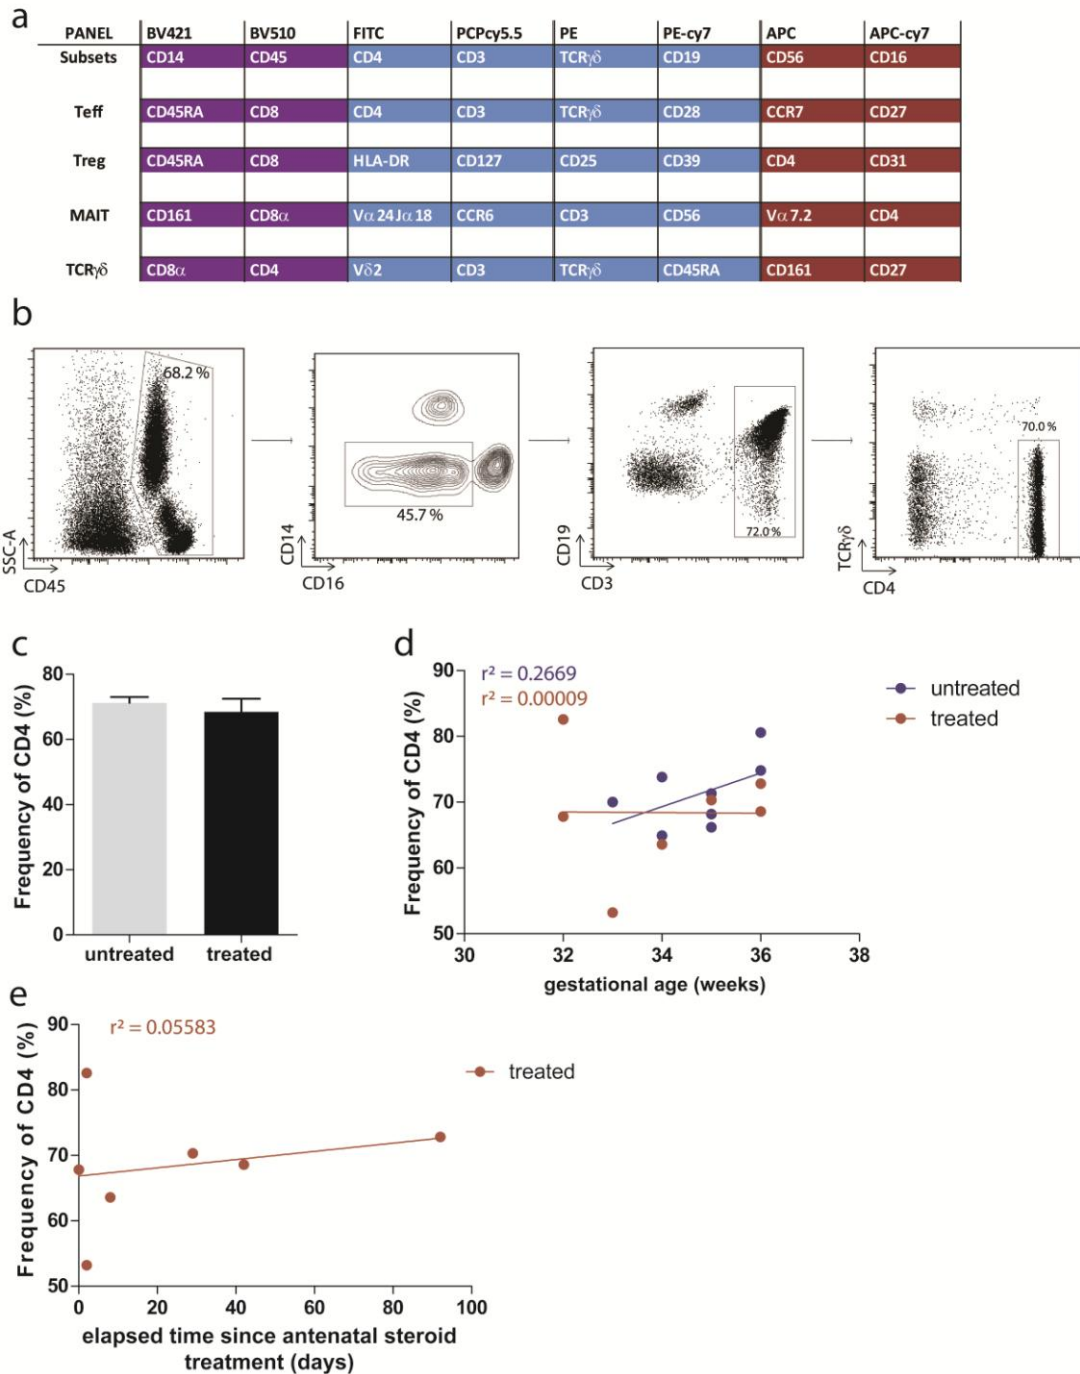 a
PANEL BV421 BV510 FITC PCPcy5.5 PE PE-cy7 APC APC-cy7
Subsets CD14 CD45 CD4 CD3 TCRγδ CD19 CD56 CD16
Teff CD45RA CD8 CD4 CD3 TCRγδ CD28 CCR7 CD27
Treg CD45RA CD8 HLA-DR CD127 CD25 CD39 CD4 CD31
MAIT CD161 CD8α Vα24Jα18 CCR6 CD3 CD56 Vα7.2 CD4
TCRγδ CD8α CD4 Vδ2 CD3 TCRγδ CD45RA CD161 CD27
b
68.2 %
SSC-A
CD45
45.7 %
CD14
CD16
72.0 %
CD19
CD3
70.0 %
TCRγδ
CD4
c
Frequency of CD4 (%)
80
60
40
20
0
untreated treated
d
r² = 0.2669
r² = 0.00009
untreated
treated
Frequency of CD4 (%)
90
80
70
60
50
30 32 34 36 38
gestational age (weeks)
e
r² = 0.05583
treated
Frequency of CD4 (%)
100
90
80
70
60
50
0 20 40 60 80 100
elapsed time since antenatal steroid
treatment (days)